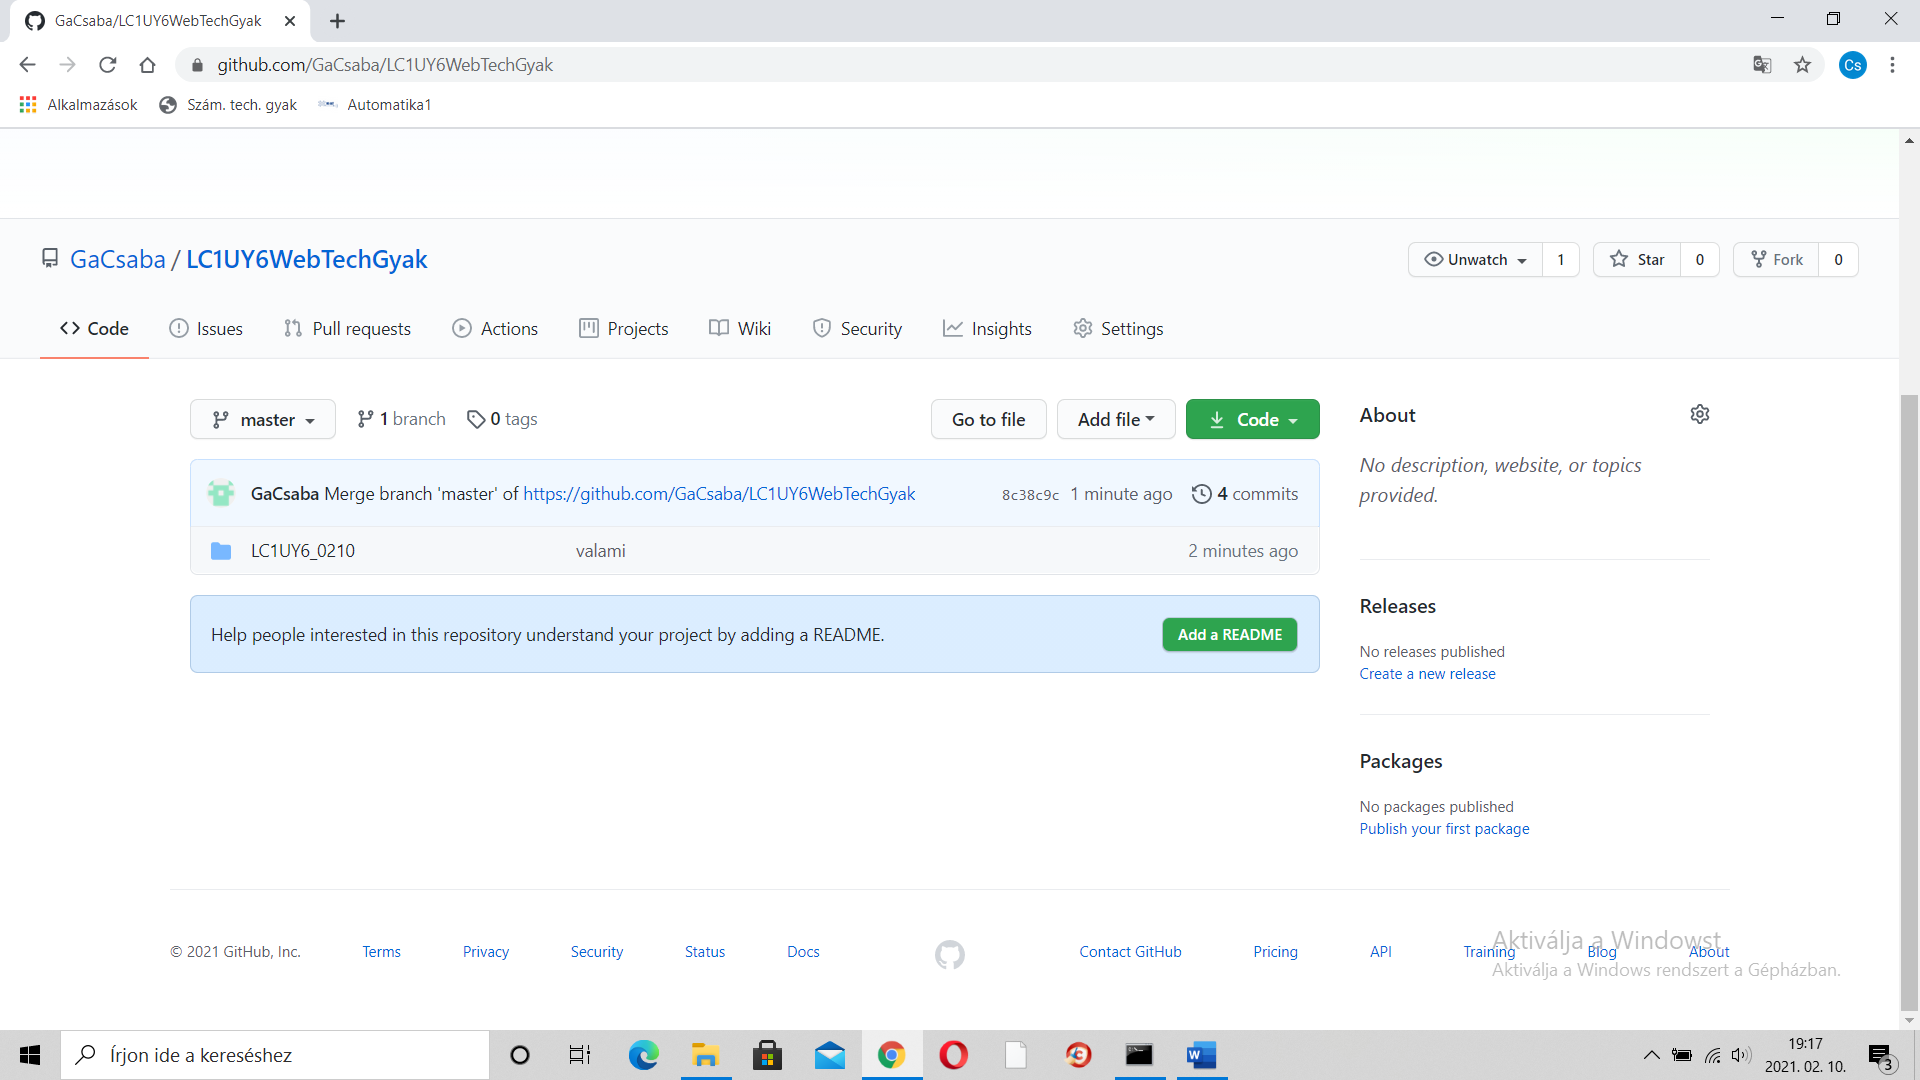 GaCsaba/LC1UY6WebTechGyak
github.com/GaCsaba/LC1UY6WebTechGyak
Cs
Alkalmazások
Szám. tech. gyak
Automatika1
GaCsaba / LC1UY6WebTechGyak
Unwatch 1
Star 0
Fork 0
Code
Issues
Pull requests
Actions
Projects
Wiki
Security
Insights
Settings
master
1 branch
0 tags
Go to file
Add file
Code
GaCsaba Merge branch 'master' of https://github.com/GaCsaba/LC1UY6WebTechGyak
8c38c9c 1 minute ago
4 commits
LC1UY6_0210
valami
2 minutes ago
Help people interested in this repository understand your project by adding a README.
Add a README
About
No description, website, or topics
provided.
Releases
No releases published
Create a new release
Packages
No packages published
Publish your first package
© 2021 GitHub, Inc.
Terms
Privacy
Security
Status
Docs
Contact GitHub
Pricing
API
Training
Blog
About
Aktiválja a Windowst
Aktiválja a Windows rendszert a Gépházban.
Írjon ide a kereséshez
19:17
2021. 02. 10.
3